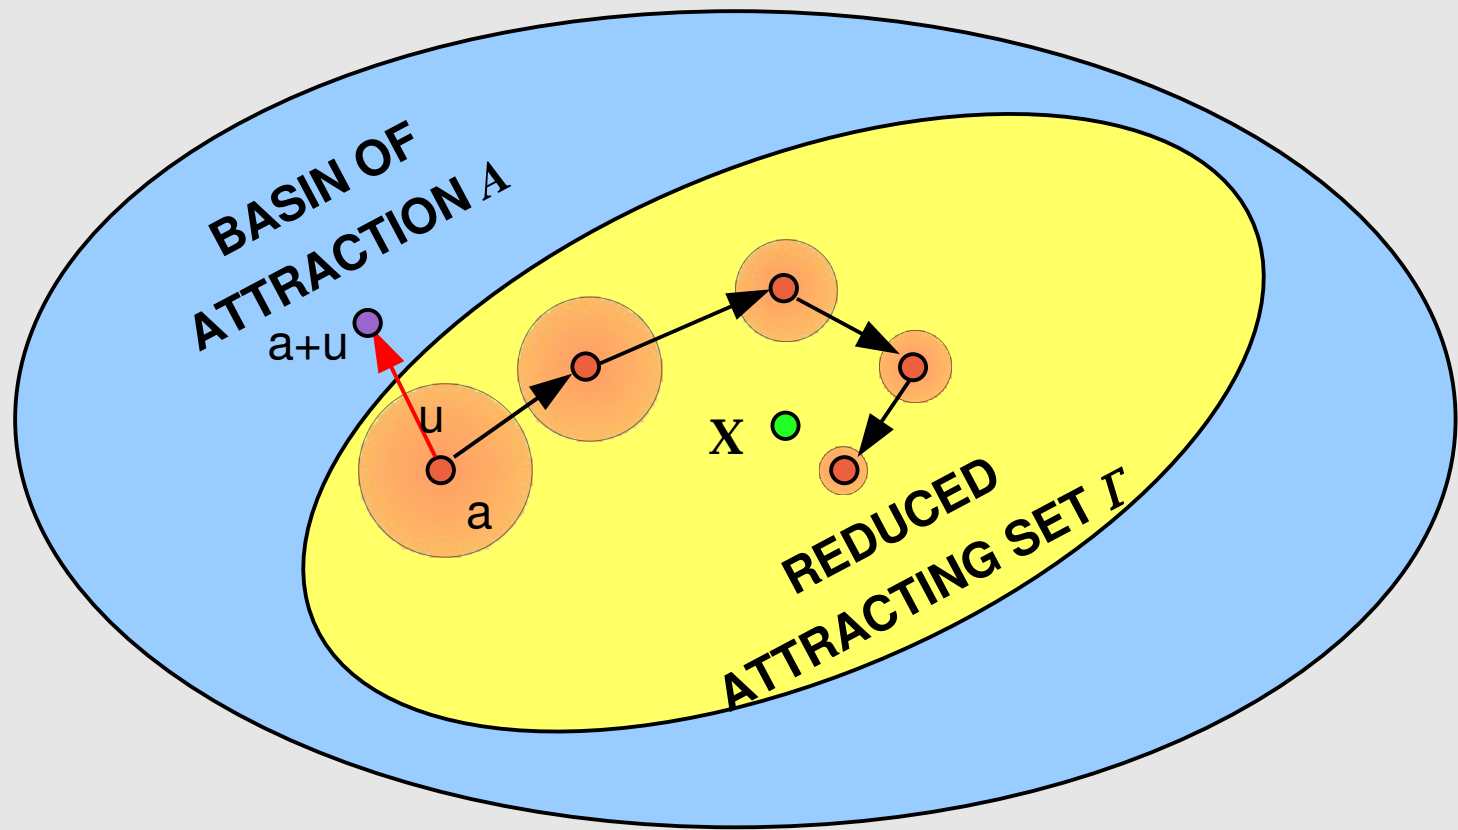 BASIN OF
ATTRACTION A
a+u
u
a
X
REDUCED
ATTRACTING SET Γ